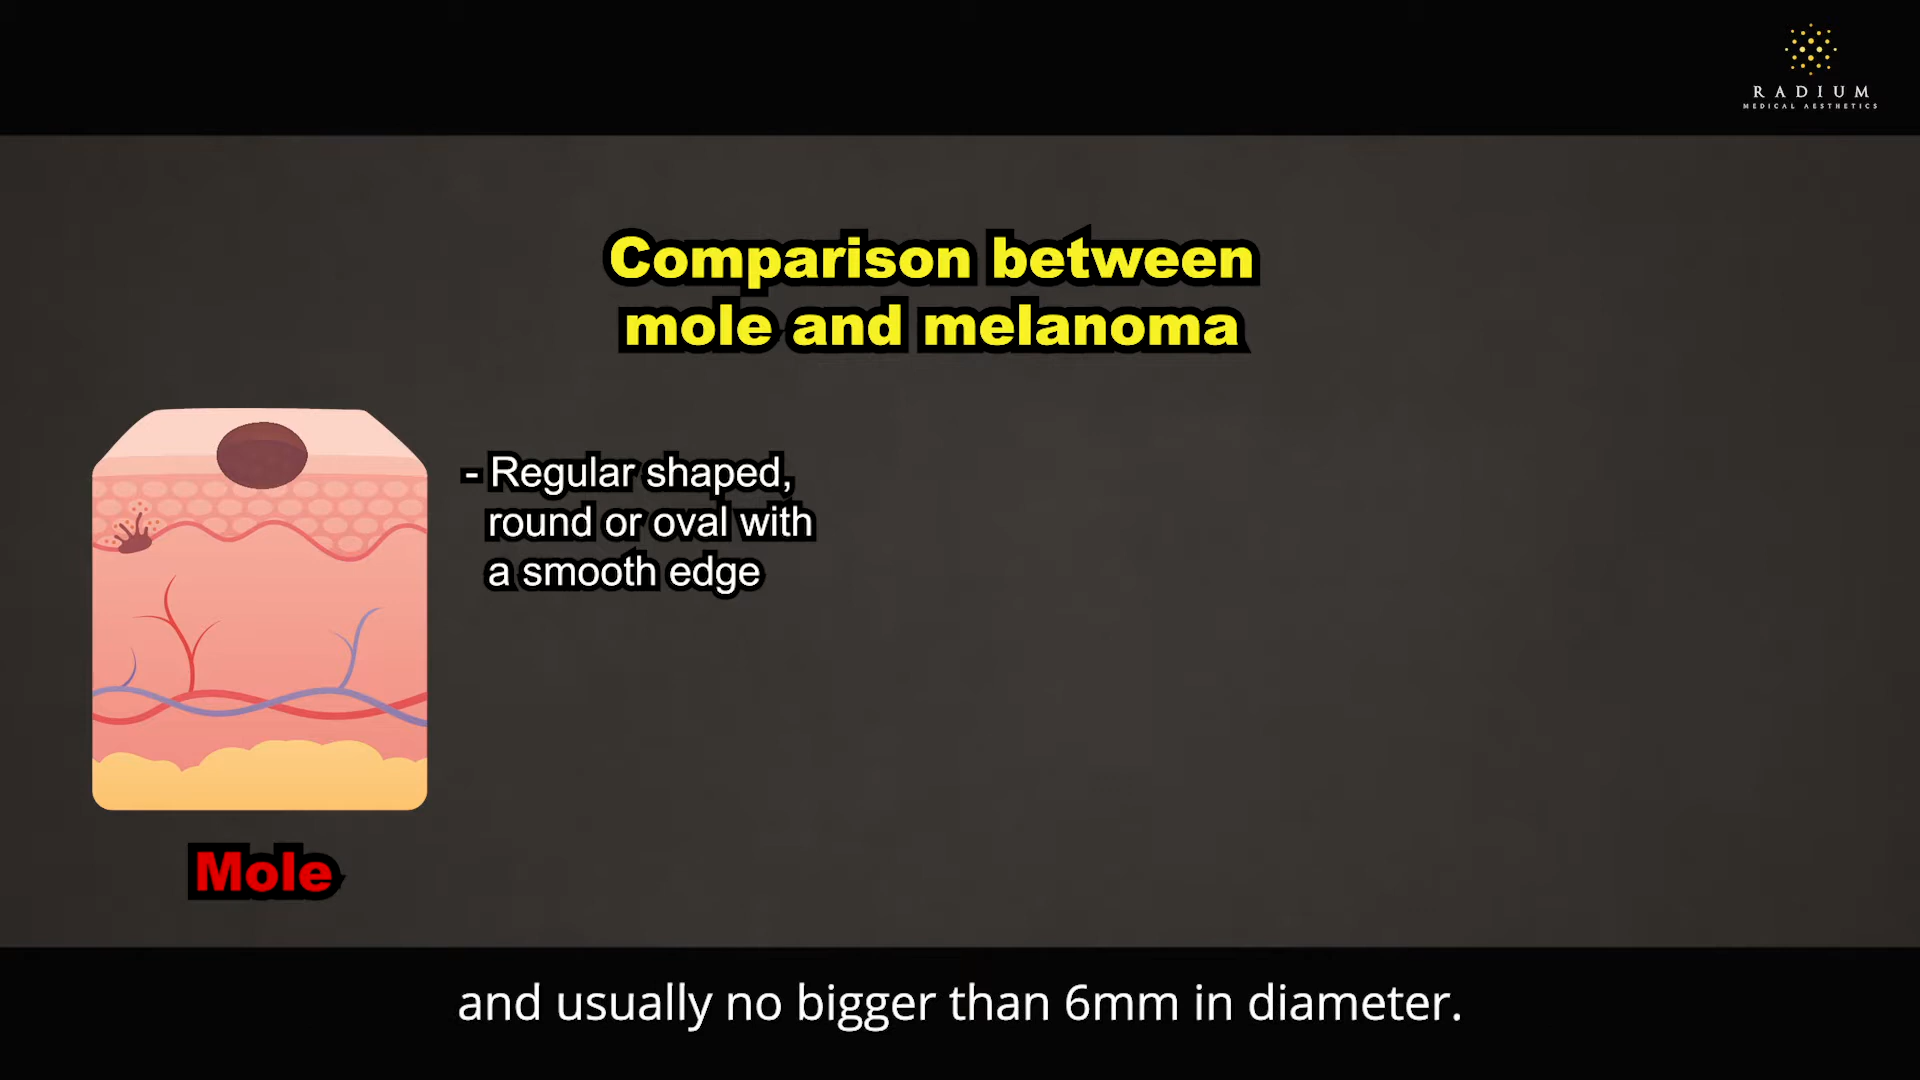 RADIUM
MEDICAL AESTHETICS
Comparison between
mole and melanoma
- Regular shaped,
round or oval with
a smooth edge
Mole
and usually no bigger than 6mm in diameter.